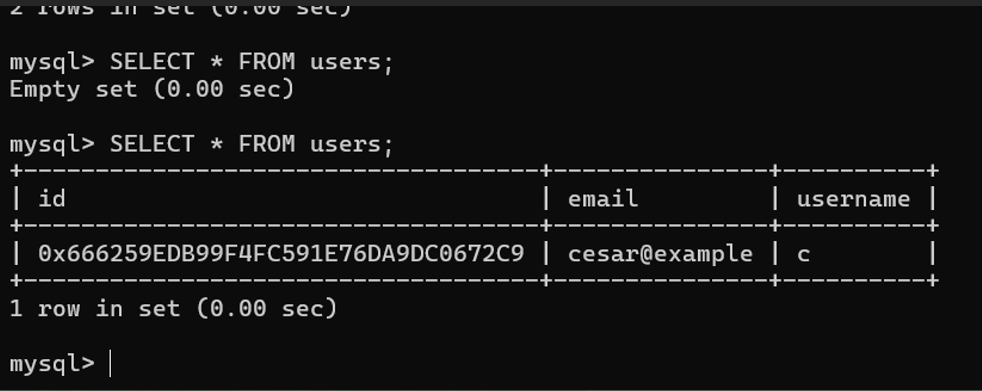 2 rows in set (0.00 sec)
mysql> SELECT * FROM users;
Empty set (0.00 sec)
mysql> SELECT * FROM users;
+------------------------------------+---------------+----------+
| id                                 | email         | username |
+------------------------------------+---------------+----------+
| 0x666259EDB99F4FC591E76DA9DC0672C9 | cesar@example | c        |
+------------------------------------+---------------+----------+
1 row in set (0.00 sec)
mysql>